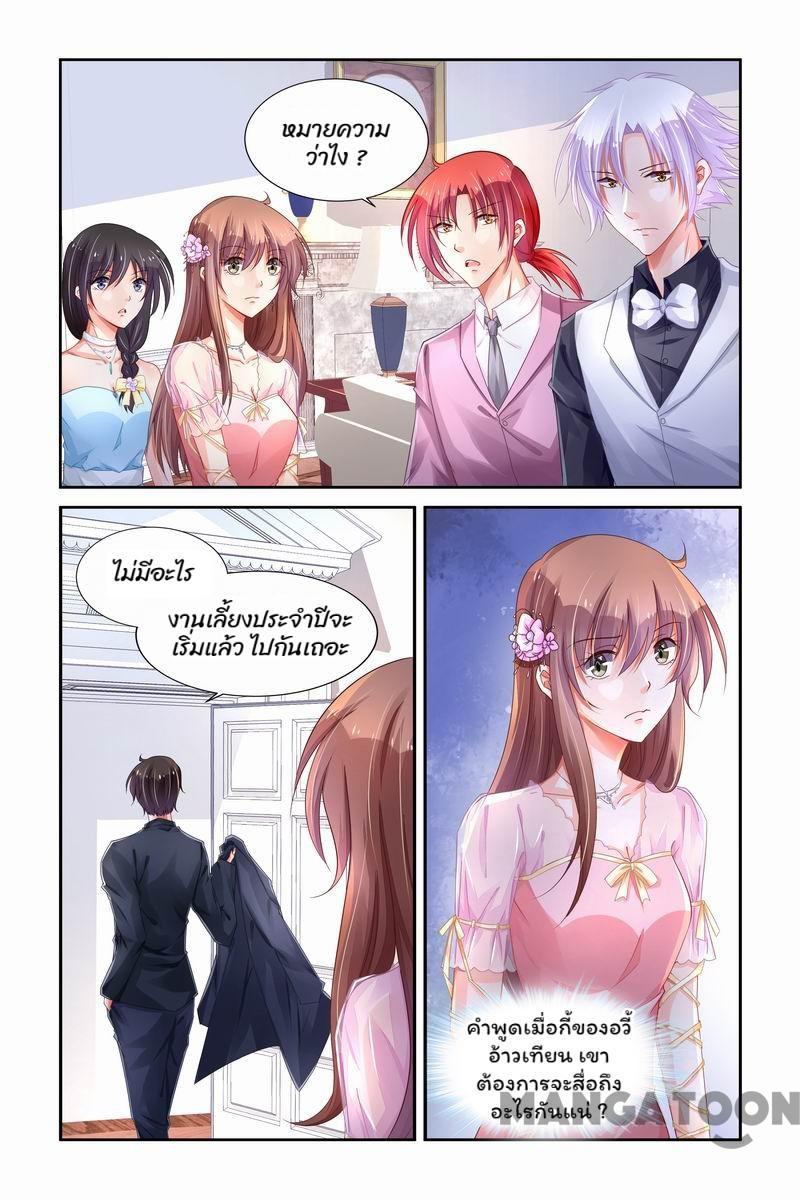 หมายความ
ว่าไง ?
ไม่มีอะไร
งานเลี้ยงประจำปีจะ
เริ่มแล้ว ไปกันเถอะ
คำพูดเมื่อกี้ของอวี้
อ้าวเทียน เขา
ต้องการจะสื่อถึง
อะไรกันแน่ ?
MANGATOON